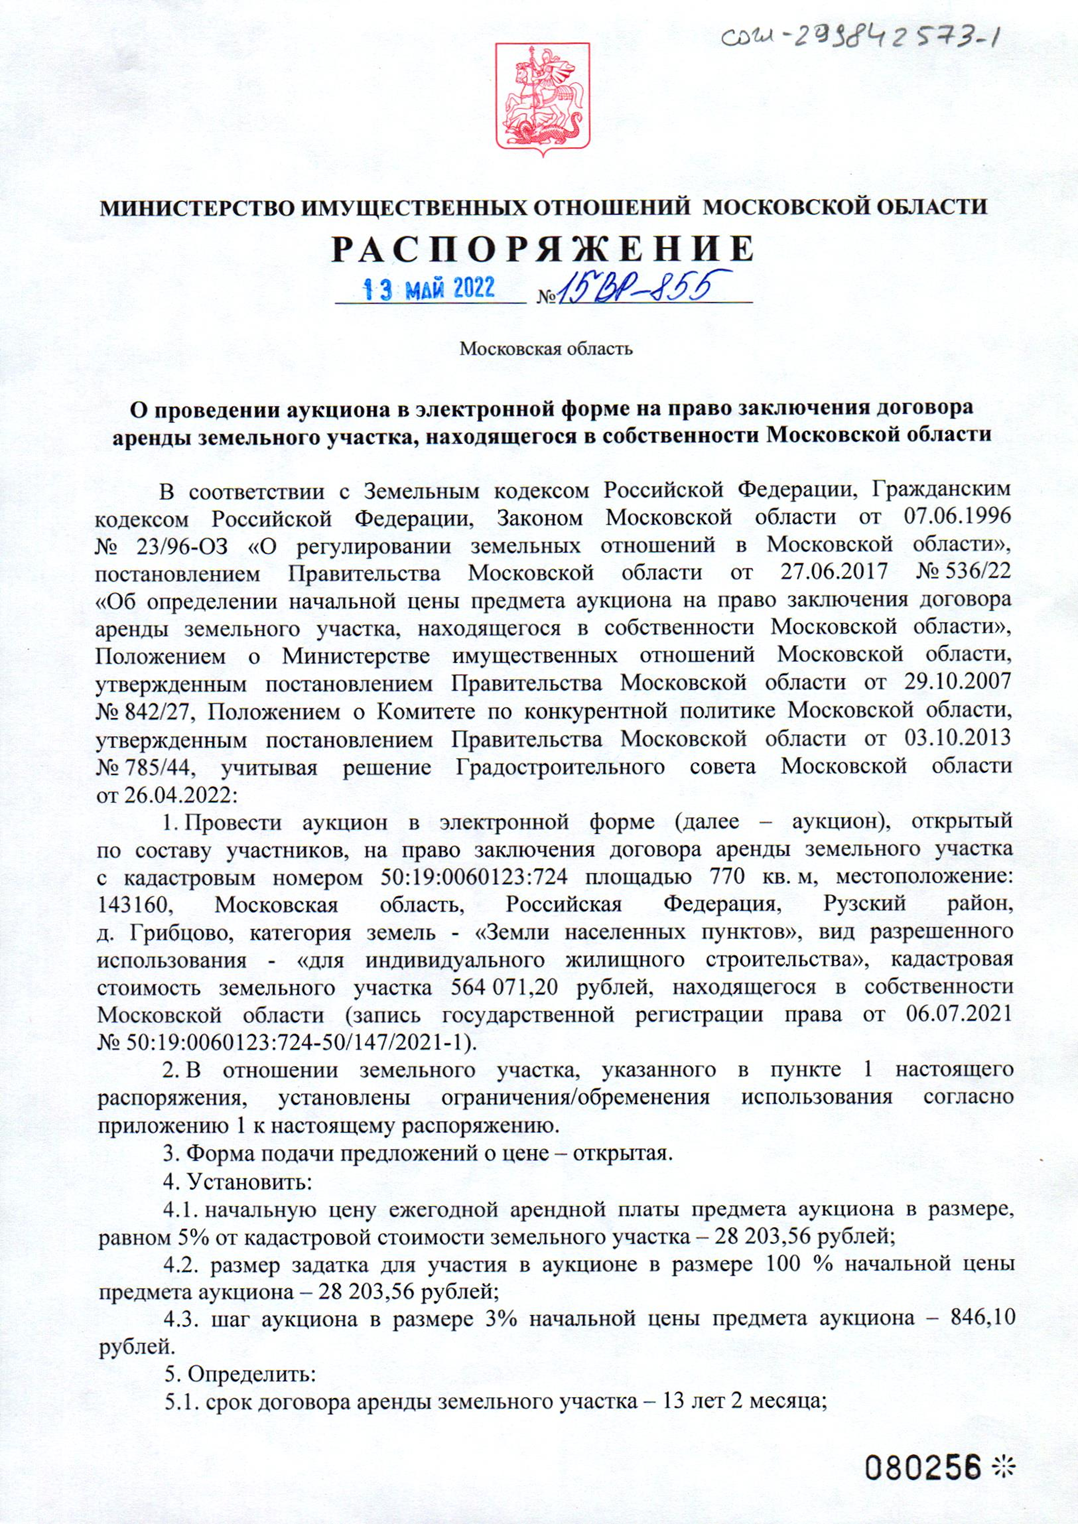 сош-299842573-1
МИНИСТЕРСТВО ИМУЩЕСТВЕННЫХ ОТНОШЕНИЙ МОСКОВСКОЙ ОБЛАСТИ
РАСПОРЯЖЕНИЕ
13 МАЙ 2022 № 15ВР-855
Московская область
О проведении аукциона в электронной форме на право заключения договора
аренды земельного участка, находящегося в собственности Московской области
В соответствии с Земельным кодексом Российской Федерации, Гражданским
кодексом Российской Федерации, Законом Московской области от 07.06.1996
№ 23/96-ОЗ «О регулировании земельных отношений в Московской области»,
постановлением Правительства Московской области от 27.06.2017 № 536/22
«Об определении начальной цены предмета аукциона на право заключения договора
аренды земельного участка, находящегося в собственности Московской области»,
Положением о Министерстве имущественных отношений Московской области,
утвержденным постановлением Правительства Московской области от 29.10.2007
№ 842/27, Положением о Комитете по конкурентной политике Московской области,
утвержденным постановлением Правительства Московской области от 03.10.2013
№ 785/44, учитывая решение Градостроительного совета Московской области
от 26.04.2022:
1. Провести аукцион в электронной форме (далее – аукцион), открытый
по составу участников, на право заключения договора аренды земельного участка
с кадастровым номером 50:19:0060123:724 площадью 770 кв. м, местоположение:
143160, Московская область, Российская Федерация, Рузский район,
д. Грибцово, категория земель - «Земли населенных пунктов», вид разрешенного
использования - «для индивидуального жилищного строительства», кадастровая
стоимость земельного участка 564 071,20 рублей, находящегося в собственности
Московской области (запись государственной регистрации права от 06.07.2021
№ 50:19:0060123:724-50/147/2021-1).
2. В отношении земельного участка, указанного в пункте 1 настоящего
распоряжения, установлены ограничения/обременения использования согласно
приложению 1 к настоящему распоряжению.
3. Форма подачи предложений о цене – открытая.
4. Установить:
4.1. начальную цену ежегодной арендной платы предмета аукциона в размере,
равном 5% от кадастровой стоимости земельного участка – 28 203,56 рублей;
4.2. размер задатка для участия в аукционе в размере 100 % начальной цены
предмета аукциона – 28 203,56 рублей;
4.3. шаг аукциона в размере 3% начальной цены предмета аукциона – 846,10
рублей.
5. Определить:
5.1. срок договора аренды земельного участка – 13 лет 2 месяца;
080256